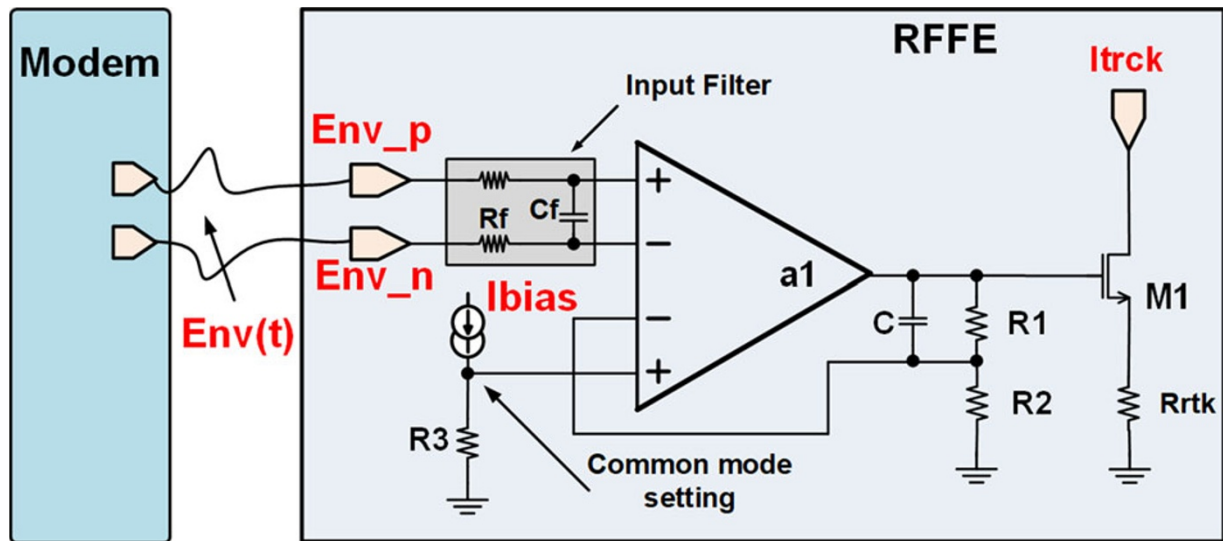 Modem
RFFE
Itrck
Input Filter
Env_p
+
Rf
Cf
−
a1
Env_n
Env(t)
Ibias
−
+
C
R1
M1
R2
Rrtk
R3
Common mode
setting